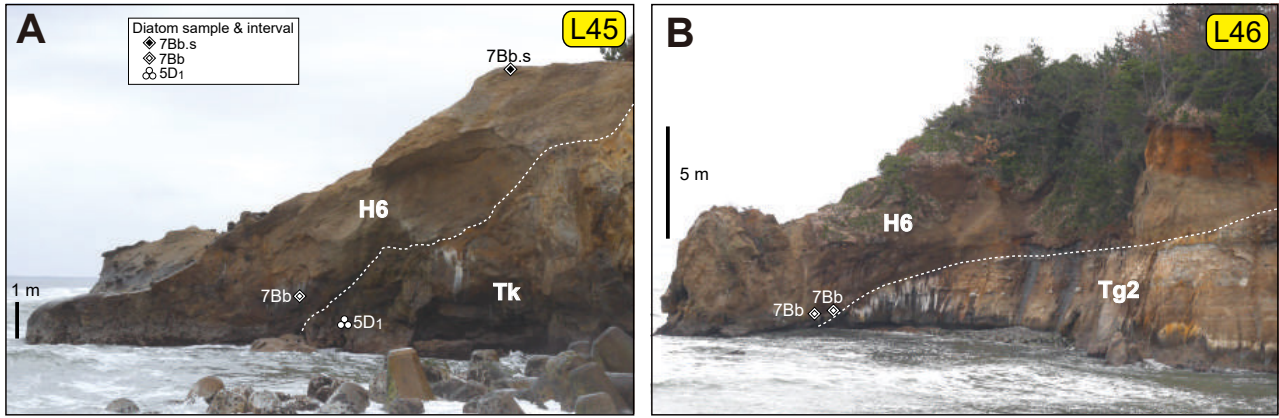 A
Diatom sample & interval
7Bb.s
7Bb
5D1
L45
7Bb.s
H6
1 m
7Bb
5D1
Tk
B
L46
5 m
H6
7Bb
7Bb
Tg2